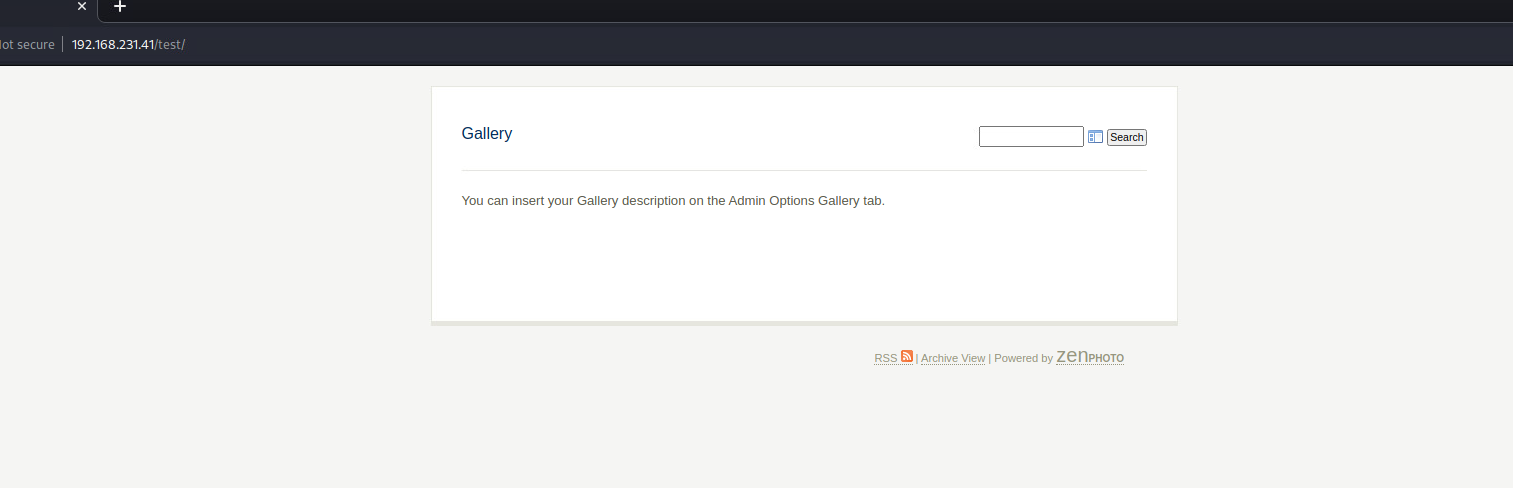 ot secure 192.168.231.41/test/
Gallery
Search
You can insert your Gallery description on the Admin Options Gallery tab.
RSS | Archive View | Powered by zenPHOTO